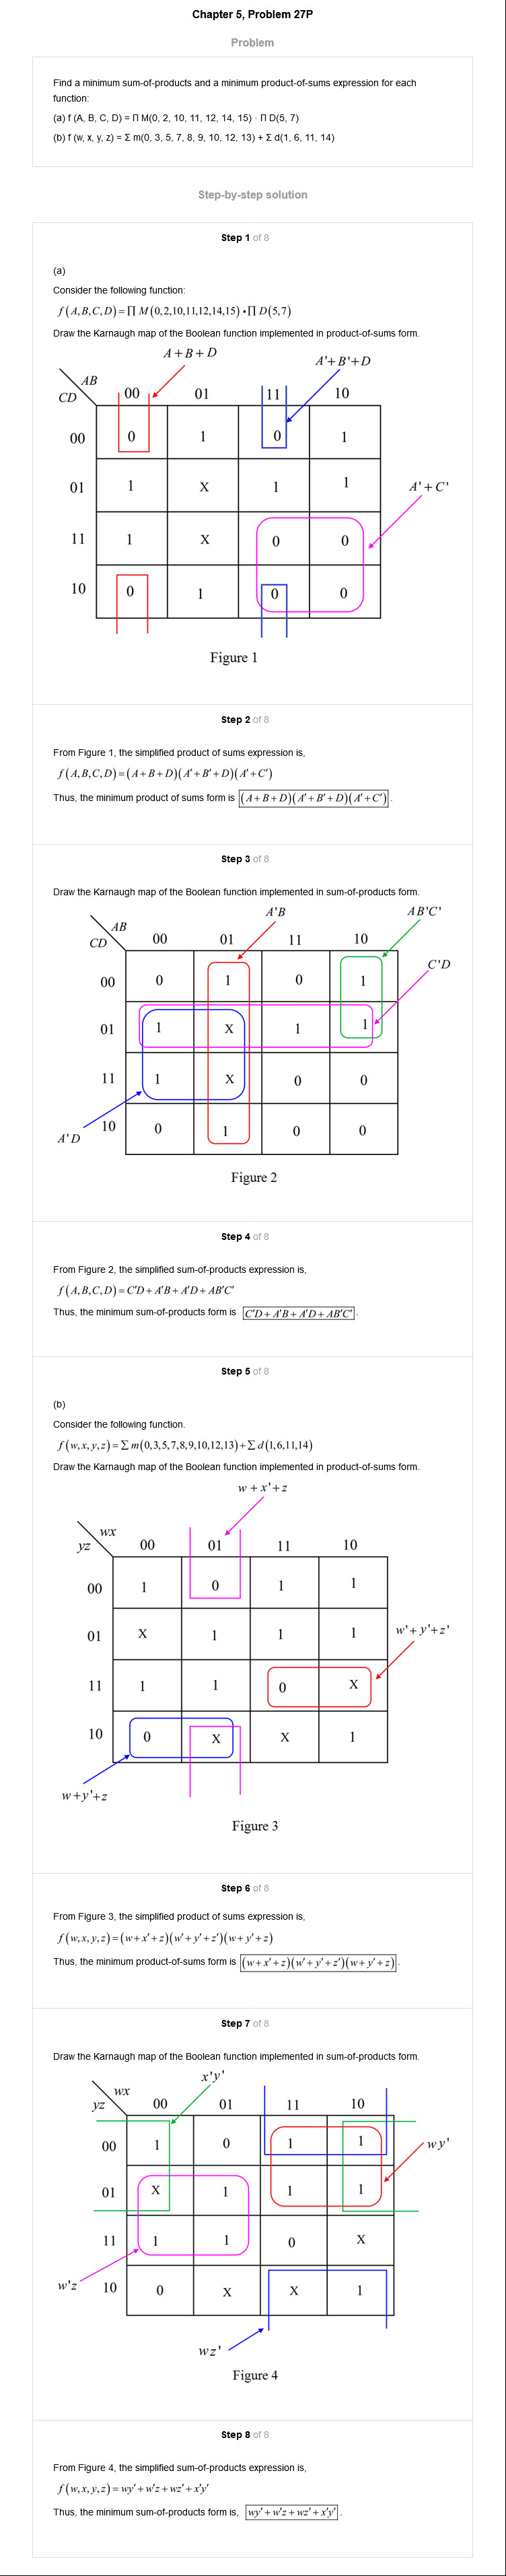 Chapter 5, Problem 27P
Problem
Find a minimum sum-of-products and a minimum product-of-sums expression for each
function:
(a) f (A, B, C, D) = Π M(0, 2, 10, 11, 12, 14, 15) · Π D(5, 7)
(b) f (w, x, y, z) = Σ m(0, 3, 5, 7, 8, 9, 10, 12, 13) + Σ d(1, 6, 11, 14)
Step-by-step solution
Step 1 of 8
(a)
Consider the following function:
f(A,B,C,D)=∏ M(0,2,10,11,12,14,15)•∏ D(5,7)
Draw the Karnaugh map of the Boolean function implemented in product-of-sums form.
A+B+D
A'+B'+D
AB
CD
00 01 11 10
00 0 1 0 1
01 1 X 1 1
A'+C'
11 1 X 0 0
10 0 1 0 0
Figure 1
Step 2 of 8
From Figure 1, the simplified product of sums expression is,
f(A,B,C,D)=(A+B+D)(A'+B'+D)(A'+C')
Thus, the minimum product of sums form is (A+B+D)(A'+B'+D)(A'+C').
Step 3 of 8
Draw the Karnaugh map of the Boolean function implemented in sum-of-products form.
A'B
AB'C'
AB
CD
00 01 11 10
C'D
00 0 1 0 1
01 1 X 1 1
11 1 X 0 0
10 0 1 0 0
A'D
Figure 2
Step 4 of 8
From Figure 2, the simplified sum-of-products expression is,
f(A,B,C,D)=C'D+A'B+A'D+AB'C'
Thus, the minimum sum-of-products form is C'D+A'B+A'D+AB'C'.
Step 5 of 8
(b)
Consider the following function.
f(w,x,y,z)=∑ m(0,3,5,7,8,9,10,12,13)+∑ d(1,6,11,14)
Draw the Karnaugh map of the Boolean function implemented in product-of-sums form.
w+x'+z
wx
yz
00 01 11 10
00 1 0 1 1
01 X 1 1 1
w'+y'+z'
11 1 1 0 X
10 0 X X 1
w+y'+z
Figure 3
Step 6 of 8
From Figure 3, the simplified product of sums expression is,
f(w,x,y,z)=(w+x'+z)(w'+y'+z')(w+y'+z)
Thus, the minimum product-of-sums form is (w+x'+z)(w'+y'+z')(w+y'+z).
Step 7 of 8
Draw the Karnaugh map of the Boolean function implemented in sum-of-products form.
x'y'
wx
yz
00 01 11 10
00 1 0 1 1
wy'
01 X 1 1 1
11 1 1 0 X
w'z
10 0 X X 1
wz'
Figure 4
Step 8 of 8
From Figure 4, the simplified sum-of-products expression is,
f(w,x,y,z)=wy'+w'z+wz'+x'y'
Thus, the minimum sum-of-products form is, wy'+w'z+wz'+x'y'.